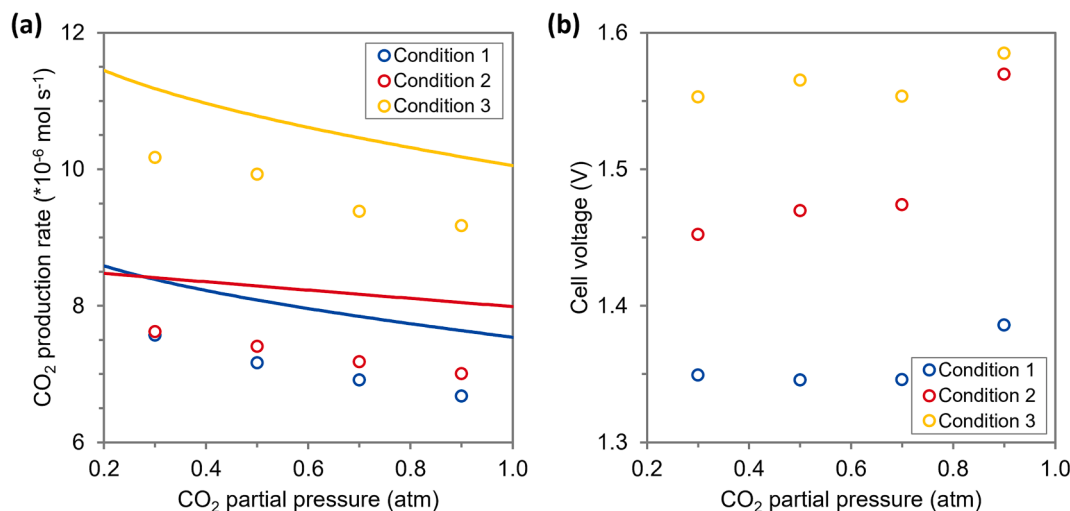 (a)
12
10
8
6
CO₂ production rate (*10⁻⁶ mol s⁻¹)
Condition 1
Condition 2
Condition 3
0.2 0.4 0.6 0.8 1.0
CO₂ partial pressure (atm)
(b)
1.6
1.5
1.4
1.3
Cell voltage (V)
Condition 1
Condition 2
Condition 3
0.2 0.4 0.6 0.8 1.0
CO₂ partial pressure (atm)